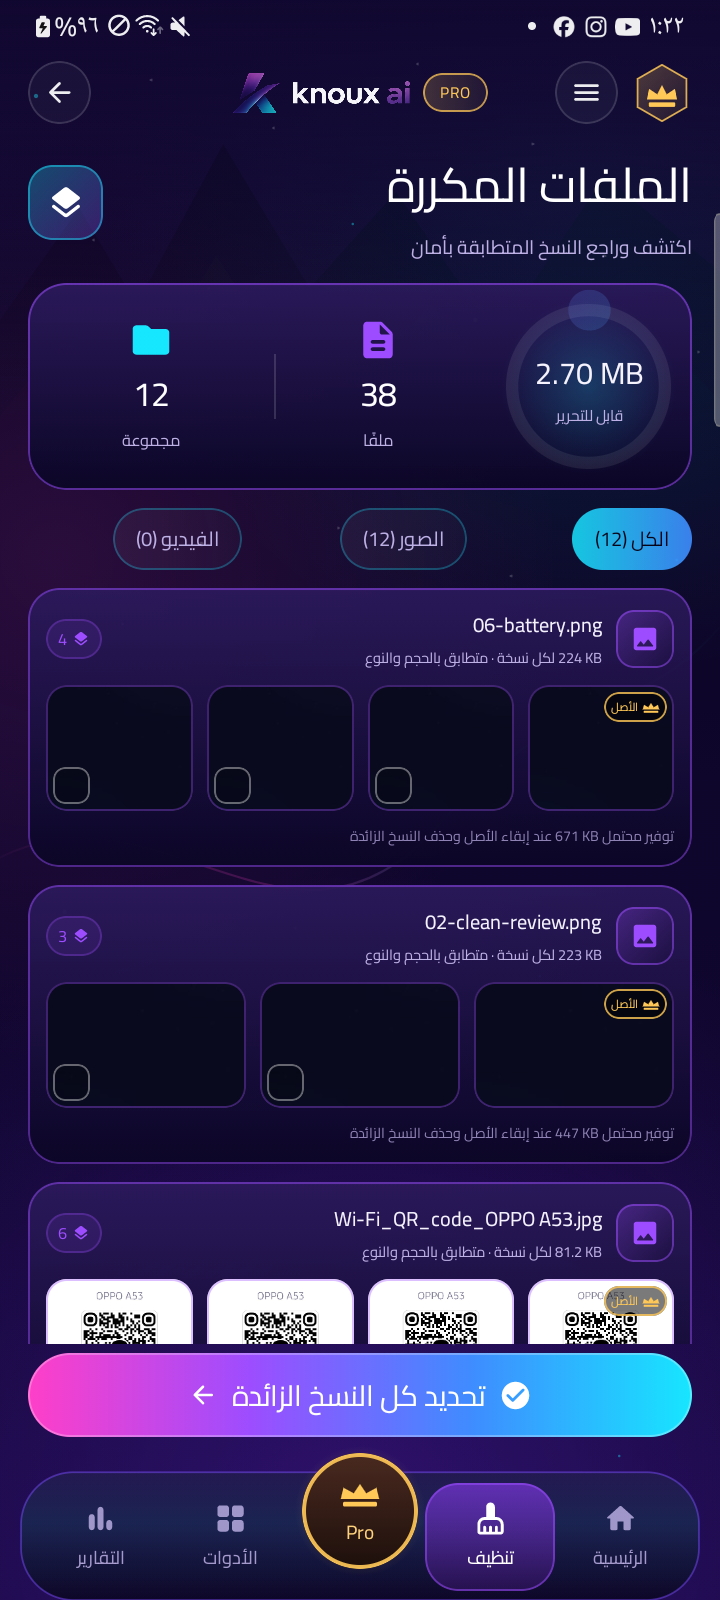 ١:٢٢
%٩٦
knoux ai
PRO
الملفات المكررة
اكتشف وراجع النسخ المتطابقة بأمان
2.70 MB
قابل للتحرير
38
ملفًا
12
مجموعة
الكل (12)
الصور (12)
الفيديو (0)
06-battery.png
224 KB لكل نسخة · متطابق بالحجم والنوع
4
الأصل
توفير محتمل 671 KB عند إبقاء الأصل وحذف النسخ الزائدة
02-clean-review.png
223 KB لكل نسخة · متطابق بالحجم والنوع
3
الأصل
توفير محتمل 447 KB عند إبقاء الأصل وحذف النسخ الزائدة
Wi-Fi_QR_code_OPPO A53.jpg
81.2 KB لكل نسخة · متطابق بالحجم والنوع
6
الأصل
OPPO A53
OPPO A53
OPPO A53
OPPO A53
تحديد كل النسخ الزائدة
الرئيسية
تنظيف
Pro
الأدوات
التقارير